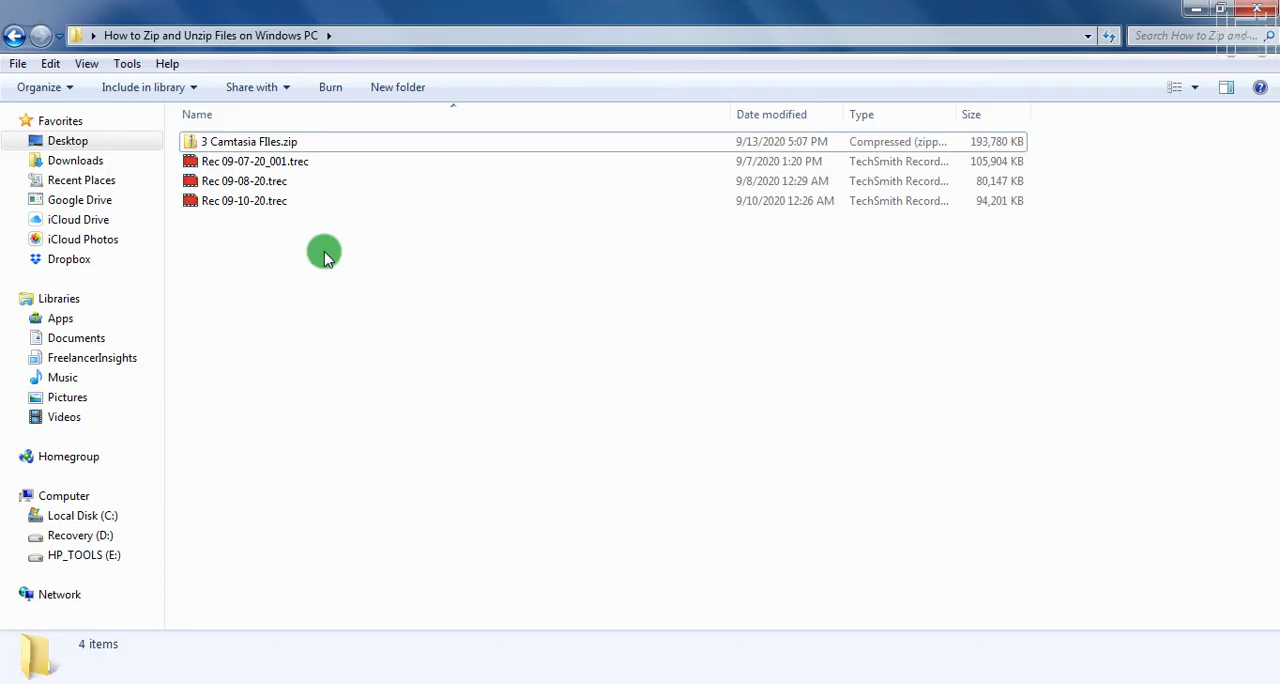 How to Zip and Unzip Files on Windows PC
Search How to Zip and-...
File Edit View Tools Help
Organize Include in library Share with Burn New folder
Name Date modified Type Size
3 Camtasia FIles.zip 9/13/2020 5:07 PM Compressed (zipp... 193,780 KB
Rec 09-07-20_001.trec 9/7/2020 1:20 PM TechSmith Record... 105,904 KB
Rec 09-08-20.trec 9/8/2020 12:29 AM TechSmith Record... 80,147 KB
Rec 09-10-20.trec 9/10/2020 12:26 AM TechSmith Record... 94,201 KB
Favorites
Desktop
Downloads
Recent Places
Google Drive
iCloud Drive
iCloud Photos
Dropbox
Libraries
Apps
Documents
FreelancerInsights
Music
Pictures
Videos
Homegroup
Computer
Local Disk (C:)
Recovery (D:)
HP_TOOLS (E:)
Network
4 items